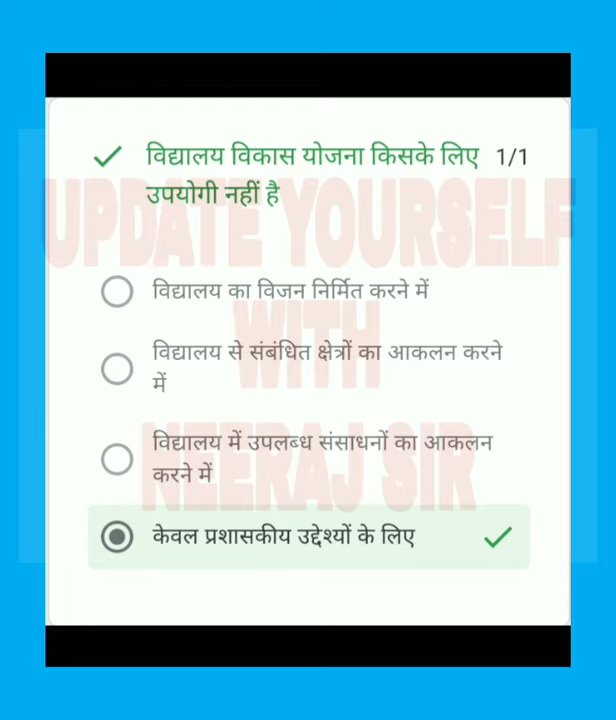 विद्यालय विकास योजना किसके लिए 1/1
उपयोगी नहीं है
UPDATE YOURSELF
विद्यालय का विजन निर्मित करने में
WITH
विद्यालय से संबंधित क्षेत्रों का आकलन करने
में
विद्यालय में उपलब्ध संसाधनों का आकलन
करने में
NEERAJ SIR
केवल प्रशासकीय उद्देश्यों के लिए